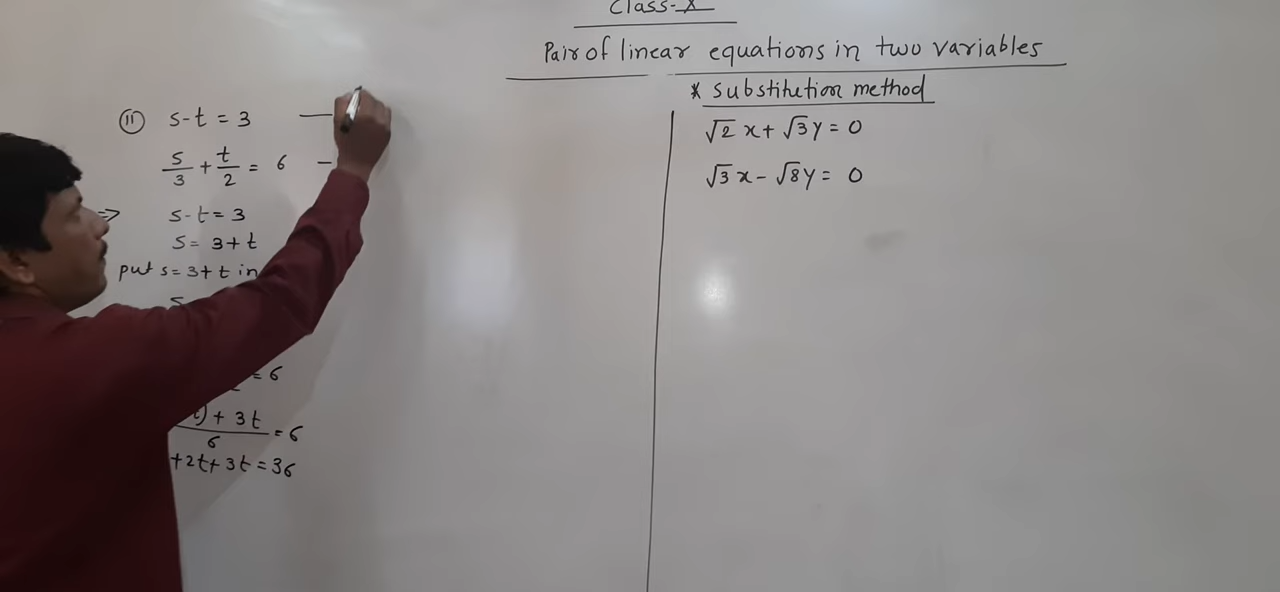 Class-X
Pair of linear equations in two variables
* Substitution method
(ii) s-t = 3
s/3 + t/2 = 6
=> s-t = 3
s = 3+t
put s = 3+t in
= 6
t) + 3t / 6 = 6
+2t+3t = 36
√2 x + √3 y = 0
√3 x - √8 y = 0